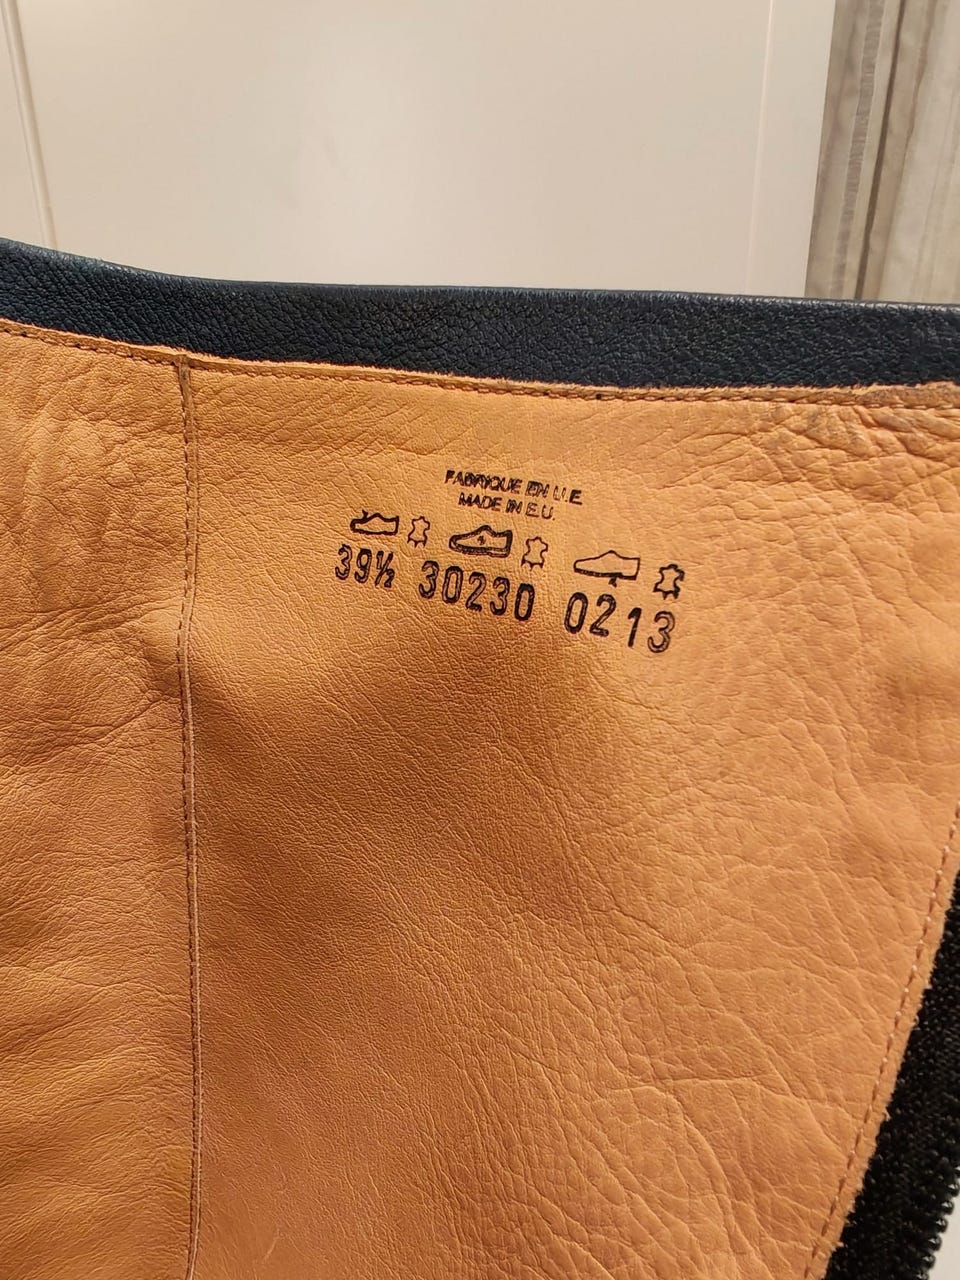 FABRIQUE EN U.E.
MADE IN E.U.
39½ 30230 0213